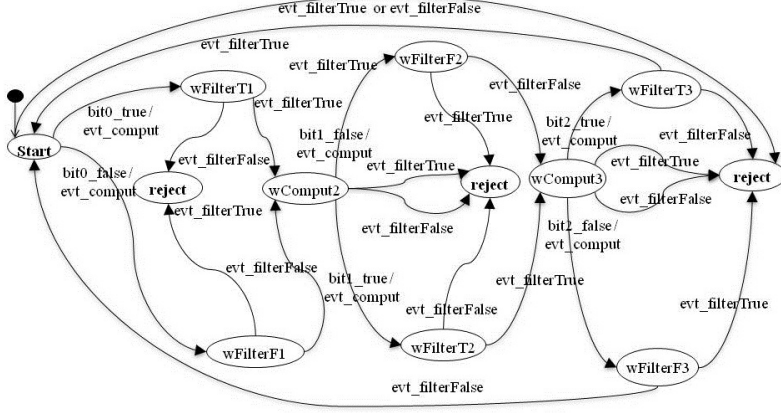 evt_filterTrue or evt_filterFalse
evt_filterTrue
wFilterF2
evt_filterTrue
wFilterT1
wFilterT3
evt_filterFalse
evt_filterTrue
bit0_true/
evt_comput
evt_filterTrue
bit1_false/
evt_comput
bit2_true/
evt_comput
evt_filterFalse
Start
evt_filterFalse
evt_filterTrue
evt_filterTrue
bit0_false/
evt_comput
reject
wComput2
reject
wComput3
reject
evt_filterTrue
evt_filterFalse
evt_filterFalse
bit2_false/
evt_comput
evt_filterFalse
bit1_true/
evt_comput
evt_filterTrue
evt_filterFalse
evt_filterTrue
wFilterF1
wFilterT2
wFilterF3
evt_filterFalse